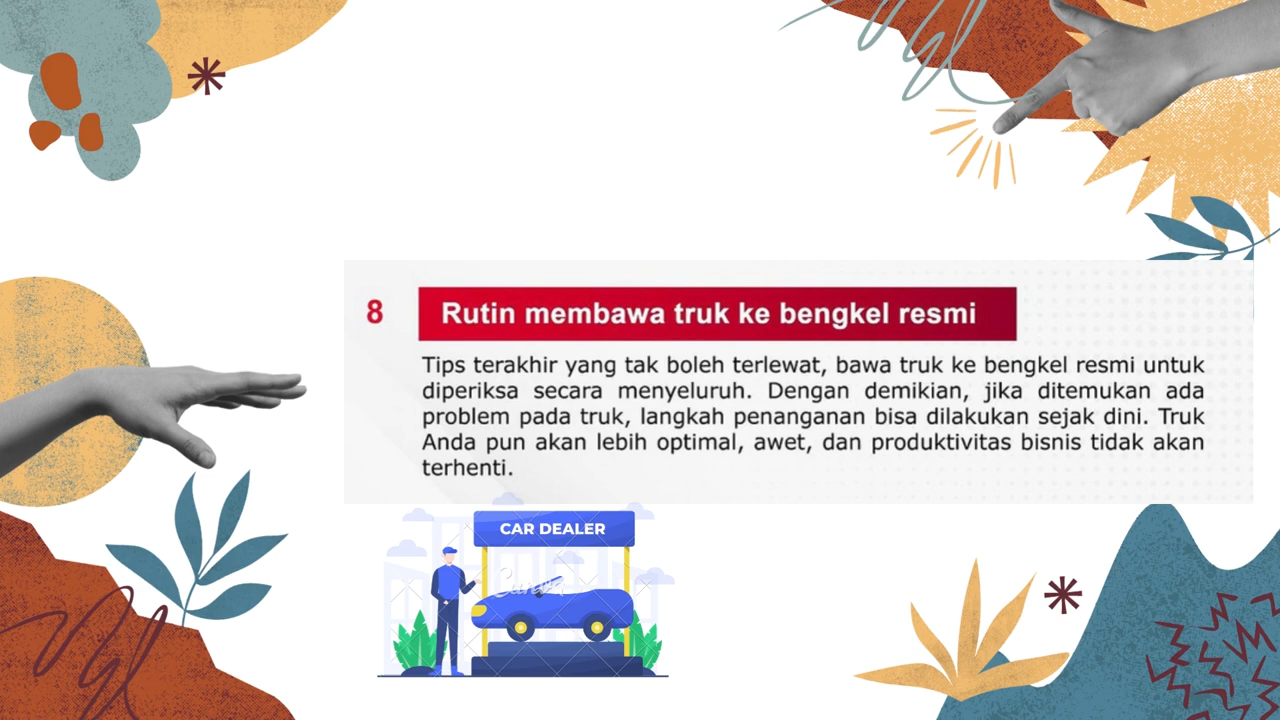 8 Rutin membawa truk ke bengkel resmi
Tips terakhir yang tak boleh terlewat, bawa truk ke bengkel resmi untuk
diperiksa secara menyeluruh. Dengan demikian, jika ditemukan ada
problem pada truk, langkah penanganan bisa dilakukan sejak dini. Truk
Anda pun akan lebih optimal, awet, dan produktivitas bisnis tidak akan
terhenti.
CAR DEALER
Canva